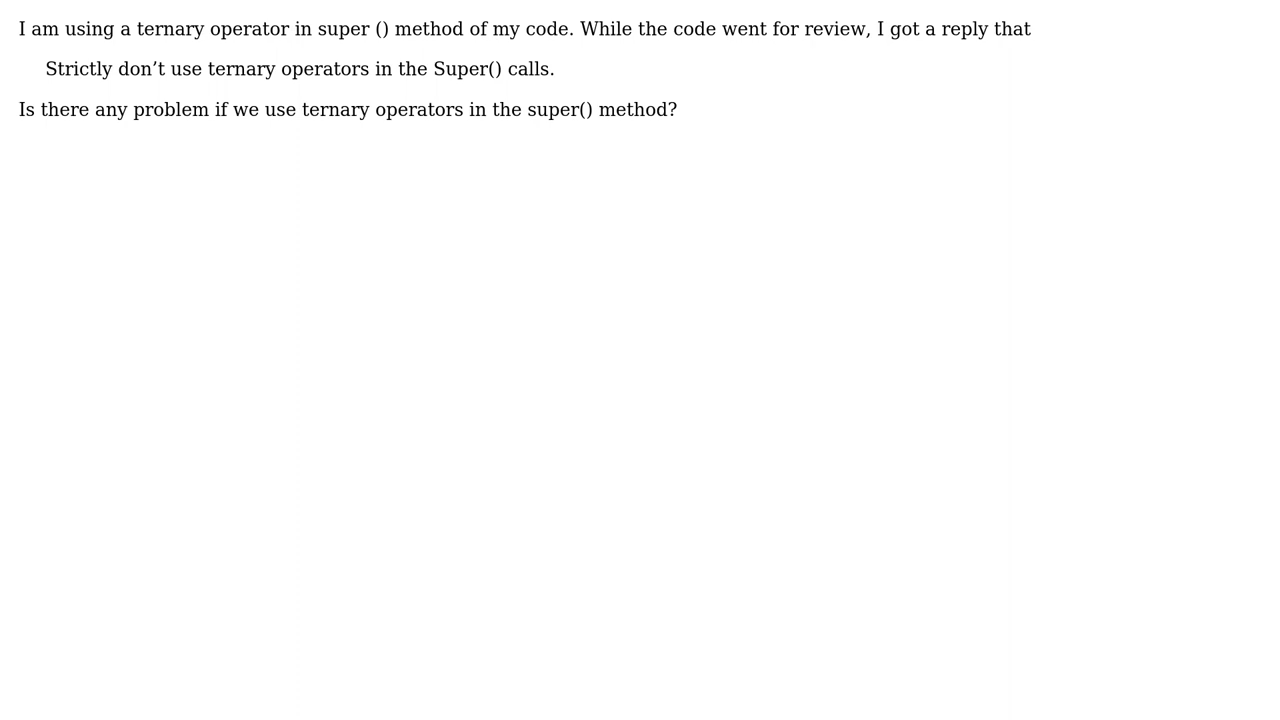 I am using a ternary operator in super () method of my code. While the code went for review, I got a reply that
Strictly don’t use ternary operators in the Super() calls.
Is there any problem if we use ternary operators in the super() method?